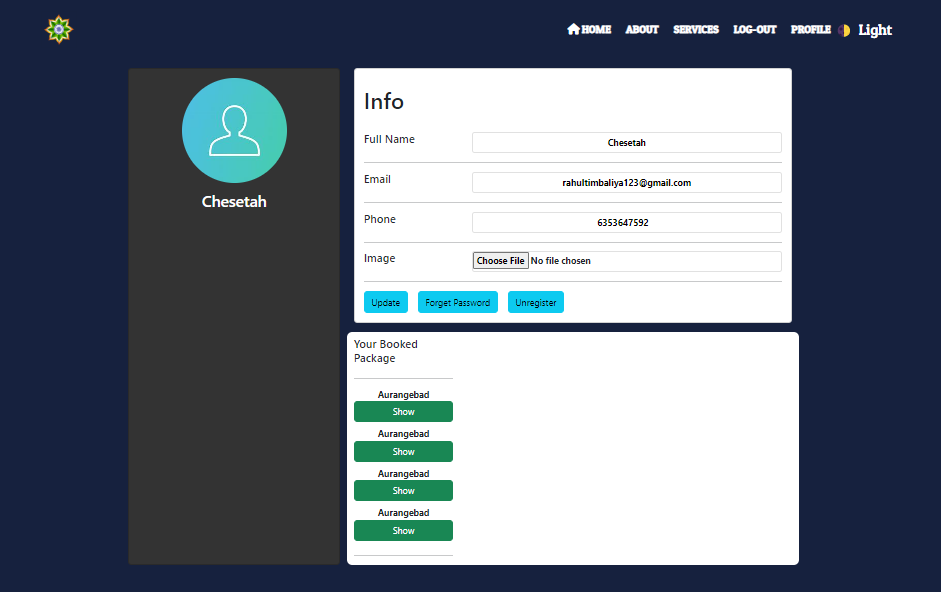 HOME ABOUT SERVICES LOG-OUT PROFILE Light
Chesetah
Info
Full Name Chesetah
Email rahultimbaliya123@gmail.com
Phone 6353647592
Image Choose File No file chosen
Update Forget Password Unregister
Your Booked
Package
Aurangebad
Show
Aurangebad
Show
Aurangebad
Show
Aurangebad
Show